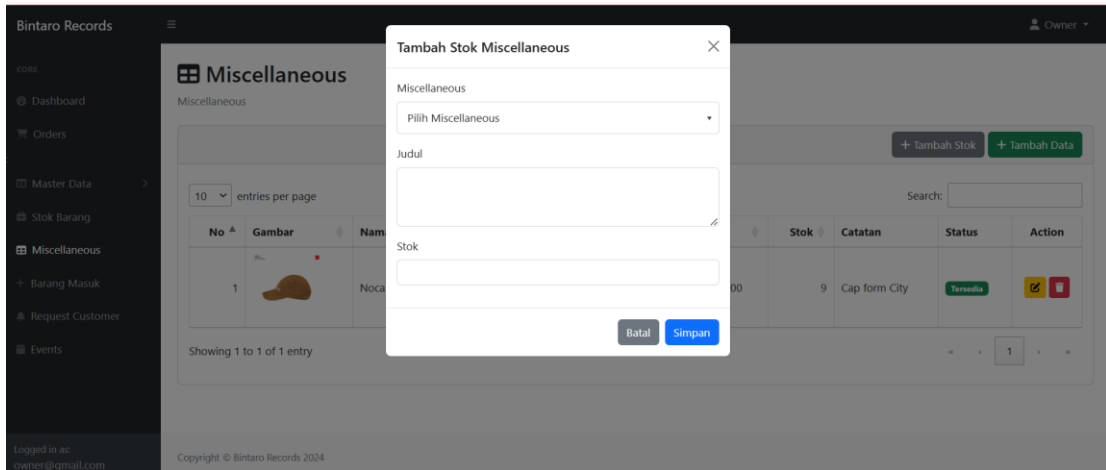 Bintaro Records
Owner
CORE
Dashboard
Orders
Master Data
Stok Barang
Miscellaneous
Barang Masuk
Request Customer
Events
Logged in as:
owner@gmail.com
Miscellaneous
Miscellaneous
+ Tambah Stok
+ Tambah Data
10 entries per page
Search:
No Gambar Nam Stok Catatan Status Action
1 Noca 00 9 Cap form City Tersedia
Showing 1 to 1 of 1 entry
« ‹ 1 › »
Copyright © Bintaro Records 2024
Tambah Stok Miscellaneous
Miscellaneous
Pilih Miscellaneous
Judul
Stok
Batal Simpan